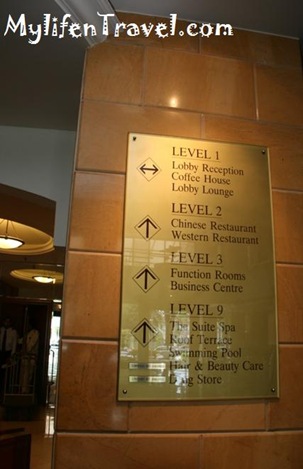 MylifenTravel.com
LEVEL 1
Lobby Reception
Coffee House
Lobby Lounge
LEVEL 2
Chinese Restaurant
Western Restaurant
LEVEL 3
Function Rooms
Business Centre
LEVEL 9
The Suite Spa
Roof Terrace
Swimming Pool
Hair & Beauty Care
Drug Store